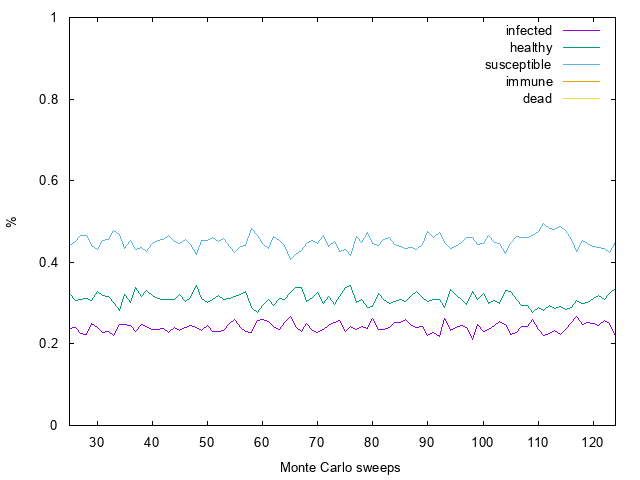 1
0.8
0.6
0.4
0.2
0
%
infected
healthy
susceptible
immune
dead
30 40 50 60 70 80 90 100 110 120
Monte Carlo sweeps